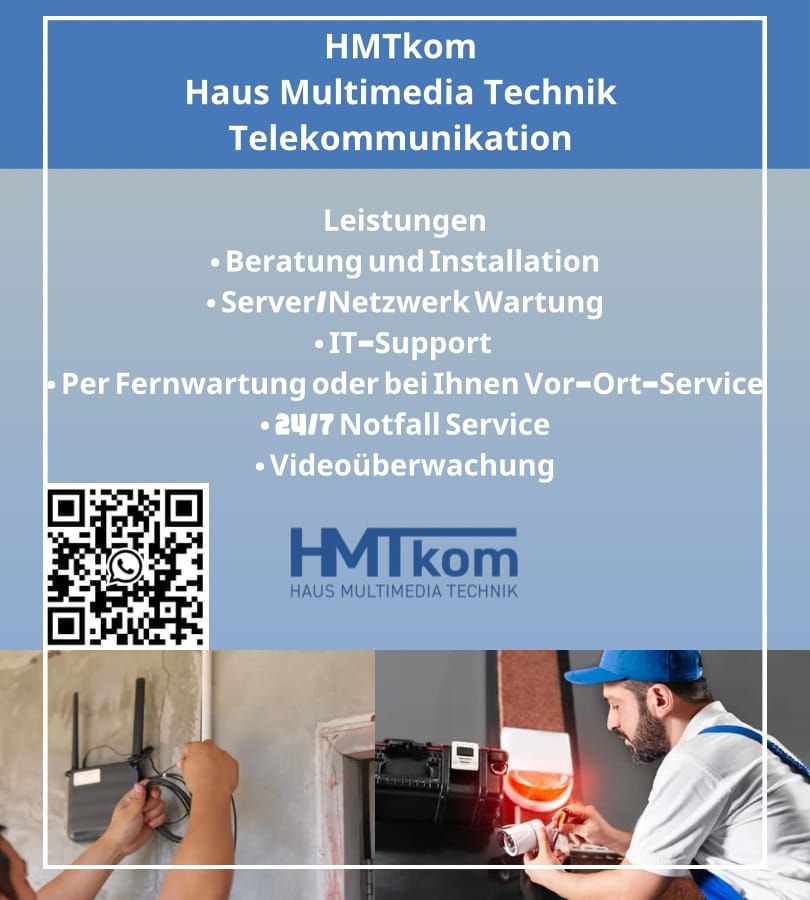 HMTkom
Haus Multimedia Technik
Telekommunikation
Leistungen
• Beratung und Installation
• Server/Netzwerk Wartung
• IT-Support
• Per Fernwartung oder bei Ihnen Vor-Ort-Service
• 24/7 Notfall Service
• Videoüberwachung
HMTkom
HAUS MULTIMEDIA TECHNIK